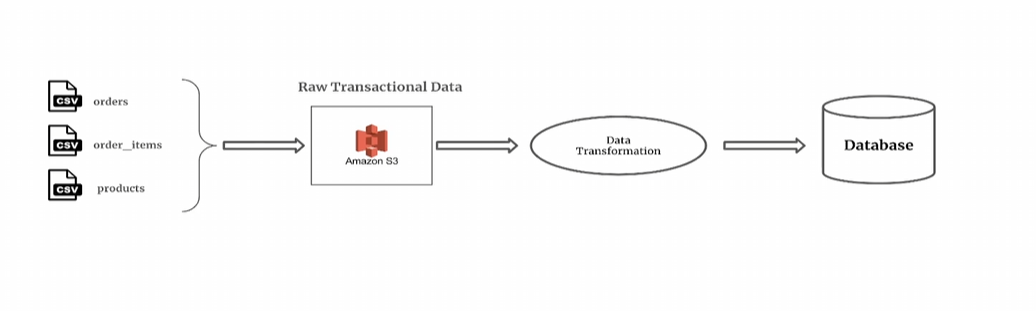 Raw Transactional Data
CSV orders
CSV order_items
CSV products
Amazon S3
Data
Transformation
Database